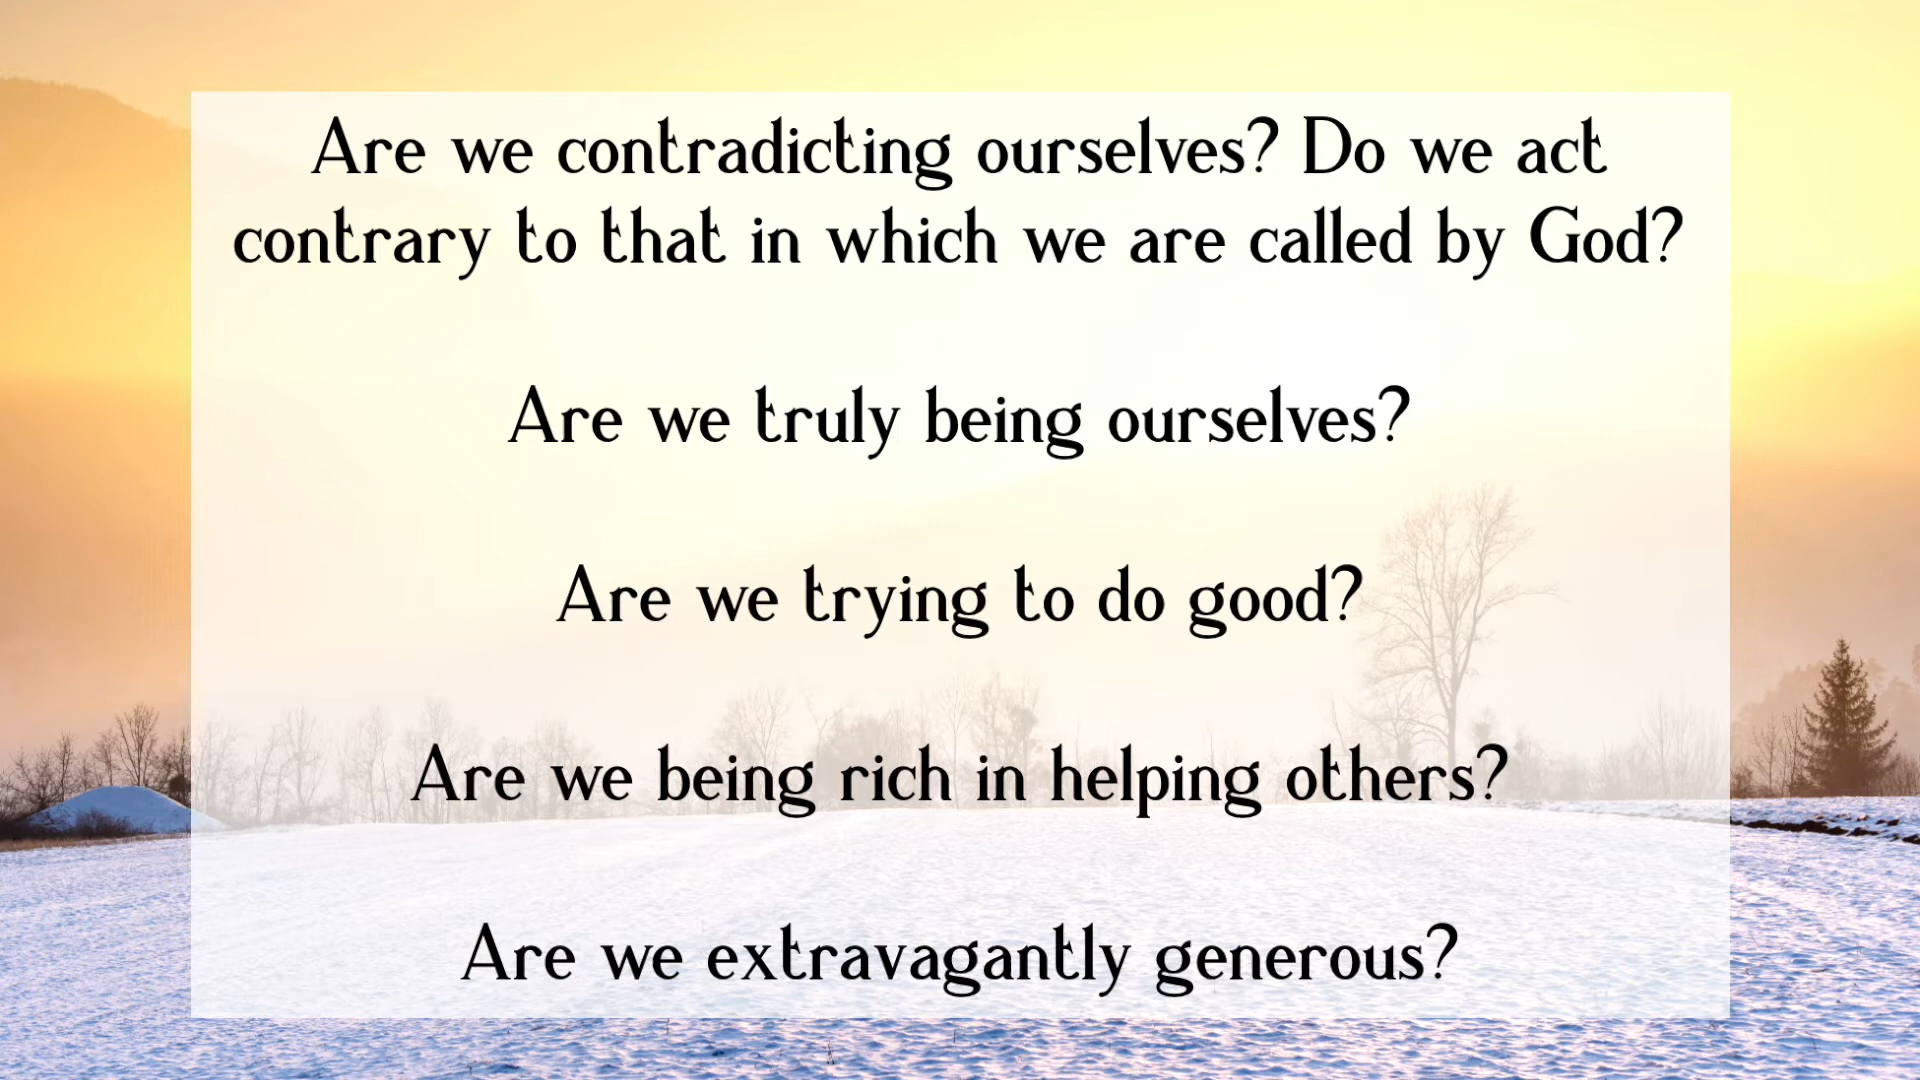 Are we contradicting ourselves? Do we act
contrary to that in which we are called by God?
Are we truly being ourselves?
Are we trying to do good?
Are we being rich in helping others?
Are we extravagantly generous?